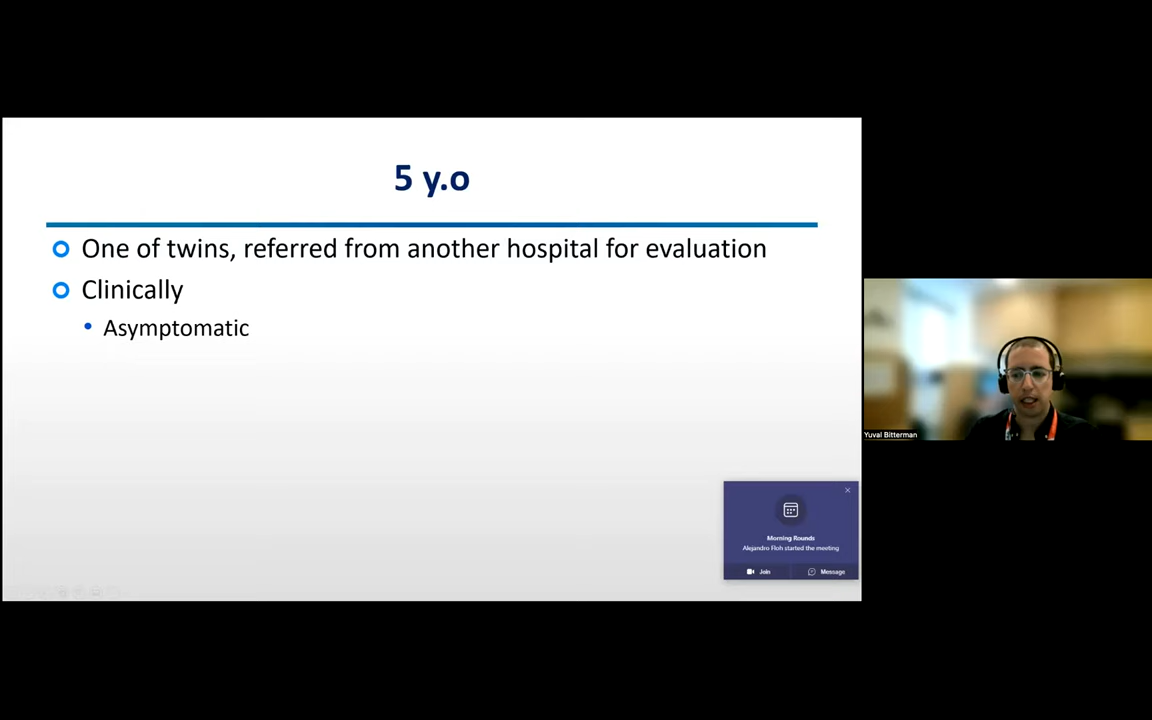 5 y.o
One of twins, referred from another hospital for evaluation
Clinically
Asymptomatic
Yuval Bitterman
Morning Rounds
Alejandro Floh started the meeting
Join
Message